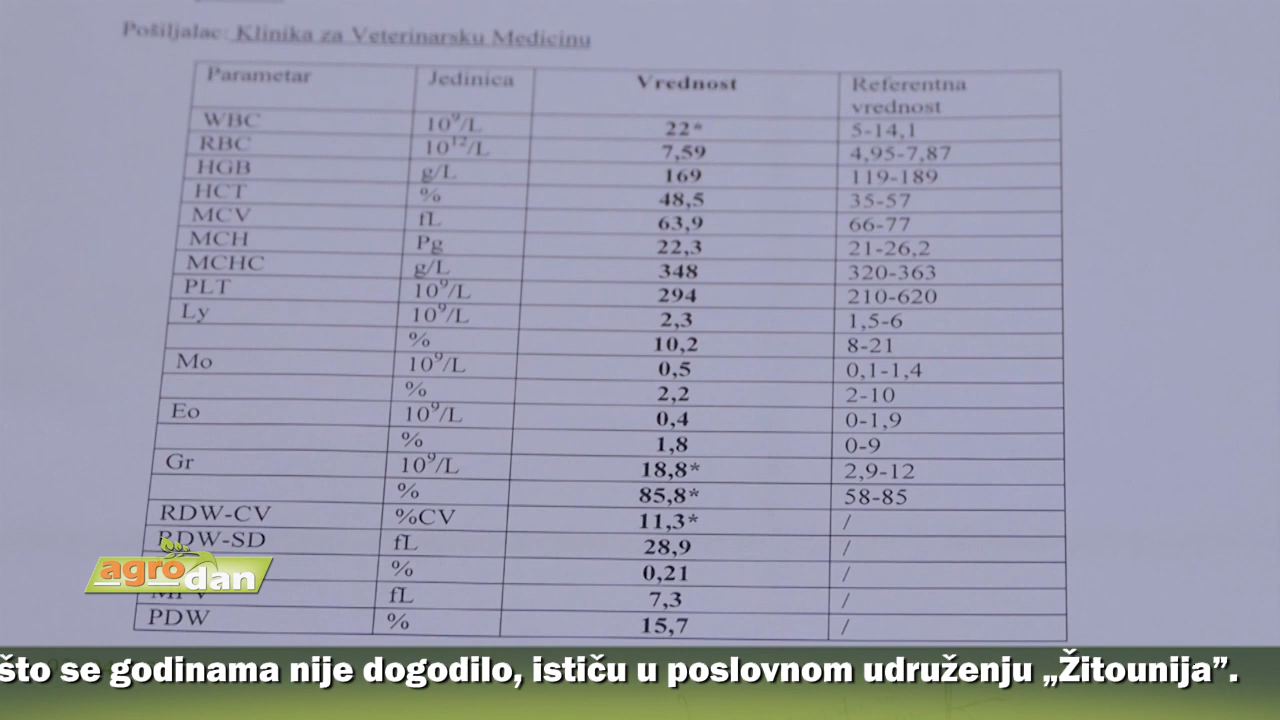 Pošiljalac: Klinika za Veterinarsku Medicinu
Parametar Jedinica Vrednost Referentna vrednost
WBC 10⁹/L 22* 5-14,1
RBC 10¹²/L 7,59 4,95-7,87
HGB g/L 169 119-189
HCT % 48,5 35-57
MCV fL 63,9 66-77
MCH Pg 22,3 21-26,2
MCHC g/L 348 320-363
PLT 10⁹/L 294 210-620
Ly 10⁹/L 2,3 1,5-6
% 10,2 8-21
Mo 10⁹/L 0,5 0,1-1,4
% 2,2 2-10
Eo 10⁹/L 0,4 0-1,9
% 1,8 0-9
Gr 10⁹/L 18,8* 2,9-12
% 85,8* 58-85
RDW-CV %CV 11,3* /
RDW-SD fL 28,9 /
% 0,21 /
fL 7,3 /
PDW % 15,7 /
agro dan
što se godinama nije dogodilo, ističu u poslovnom udruženju „Žitounija”.